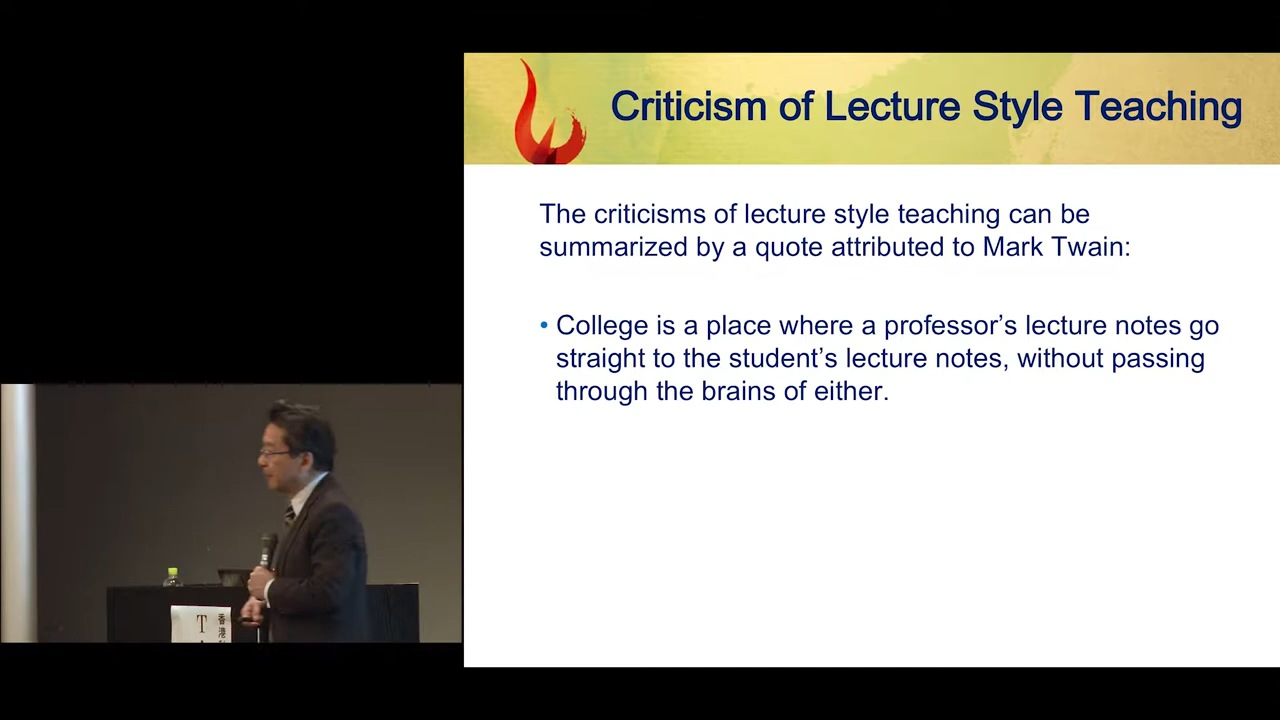 Criticism of Lecture Style Teaching
The criticisms of lecture style teaching can be
summarized by a quote attributed to Mark Twain:
• College is a place where a professor’s lecture notes go
straight to the student’s lecture notes, without passing
through the brains of either.
T
香港